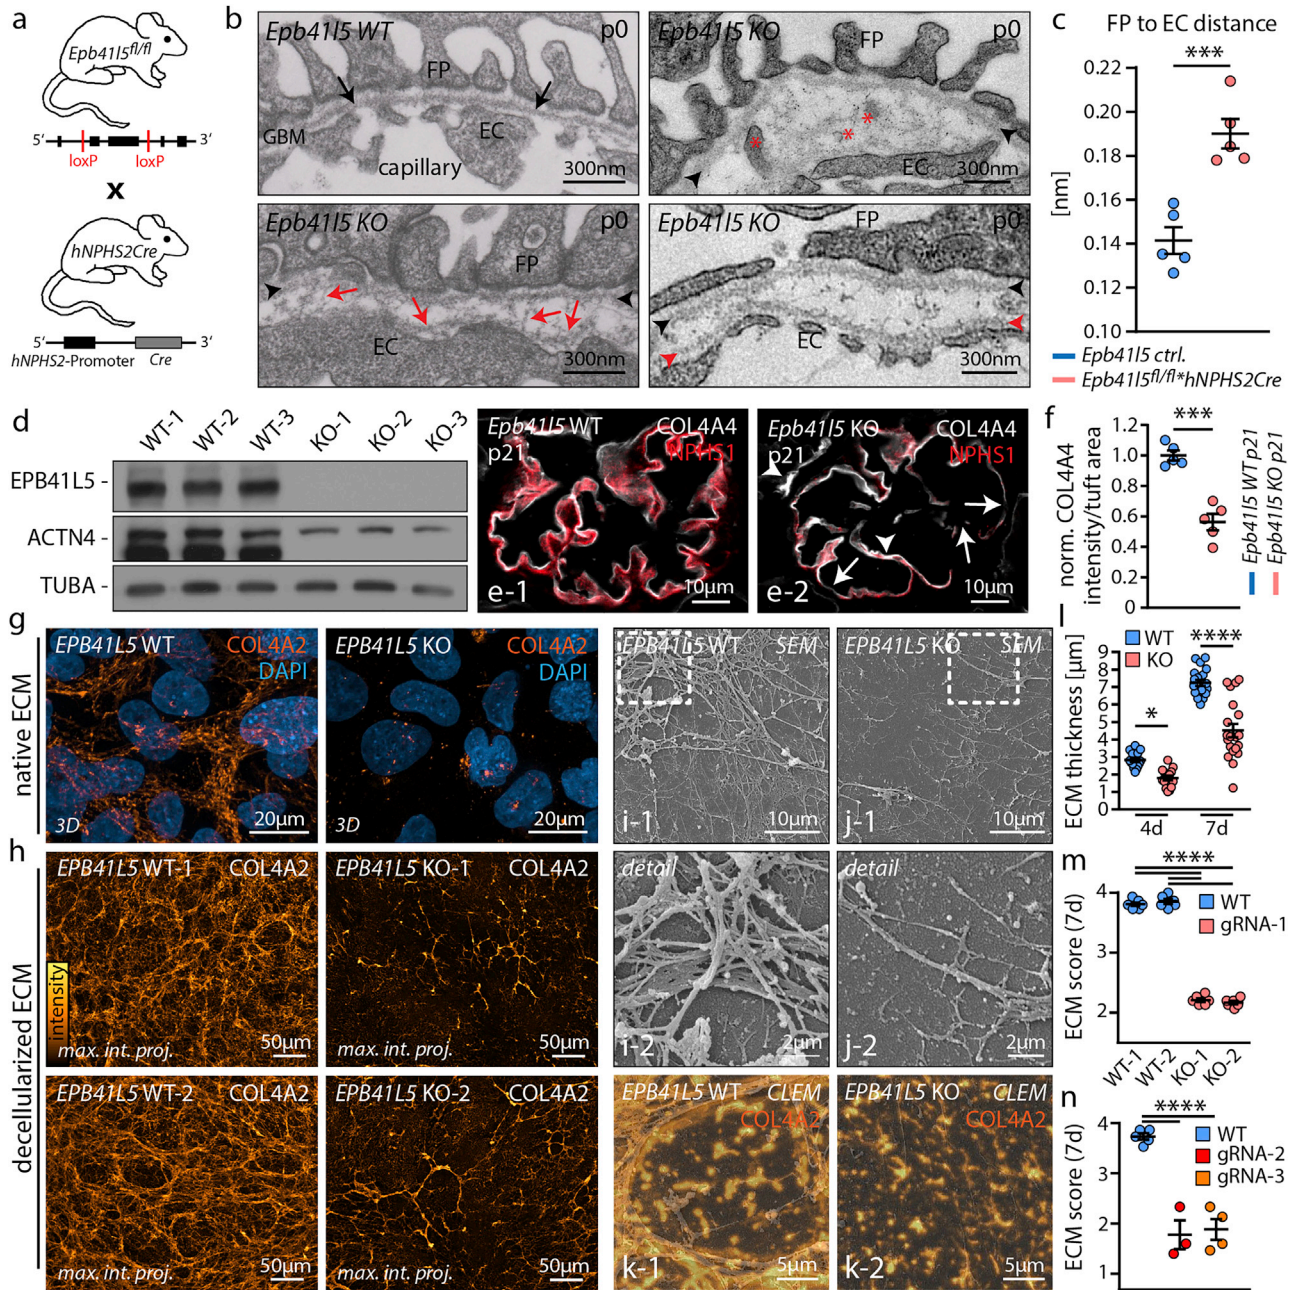 a
Epb41l5fl/fl
5‘
3‘
loxP
loxP
x
hNPHS2Cre
5‘
3‘
hNPHS2-Promoter
Cre
b
Epb41l5 WT
p0
FP
GBM
EC
capillary
300nm
Epb41l5 KO
p0
FP
*
*
*
EC
300nm
Epb41l5 KO
p0
FP
EC
300nm
Epb41l5 KO
p0
FP
EC
300nm
c
FP to EC distance
***
[nm]
0.22
0.20
0.18
0.16
0.14
0.12
0.10
Epb41l5 ctrl.
Epb41l5fl/fl*hNPHS2Cre
d
WT-1
WT-2
WT-3
KO-1
KO-2
KO-3
EPB41L5 -
ACTN4 -
TUBA -
Epb41l5 WT
COL4A4
p21
NPHS1
e-1
10µm
Epb41l5 KO
COL4A4
p21
NPHS1
e-2
10µm
f
norm. COL4A4
intensity/tuft area
***
1.2
1.0
0.8
0.6
0.4
0.2
0
Epb41l5 WT p21
Epb41l5 KO p21
g
native ECM
EPB41L5 WT
COL4A2
DAPI
3D
20µm
EPB41L5 KO
COL4A2
DAPI
3D
20µm
h
decellularized ECM
EPB41L5 WT-1
COL4A2
intensity
max. int. proj.
50µm
EPB41L5 KO-1
COL4A2
max. int. proj.
50µm
EPB41L5 WT-2
COL4A2
max. int. proj.
50µm
EPB41L5 KO-2
COL4A2
max. int. proj.
50µm
EPB41L5 WT
SEM
i-1
10µm
EPB41L5 KO
SEM
j-1
10µm
detail
i-2
2µm
detail
j-2
2µm
EPB41L5 WT
CLEM
COL4A2
k-1
5µm
EPB41L5 KO
CLEM
COL4A2
k-2
5µm
l
WT
KO
****
*
ECM thickness [µm]
9
8
7
6
5
4
3
2
1
0
4d
7d
m
****
WT
gRNA-1
ECM score (7d)
4
3
2
WT-1
WT-2
KO-1
KO-2
n
****
WT
gRNA-2
gRNA-3
ECM score (7d)
4
3
2
1